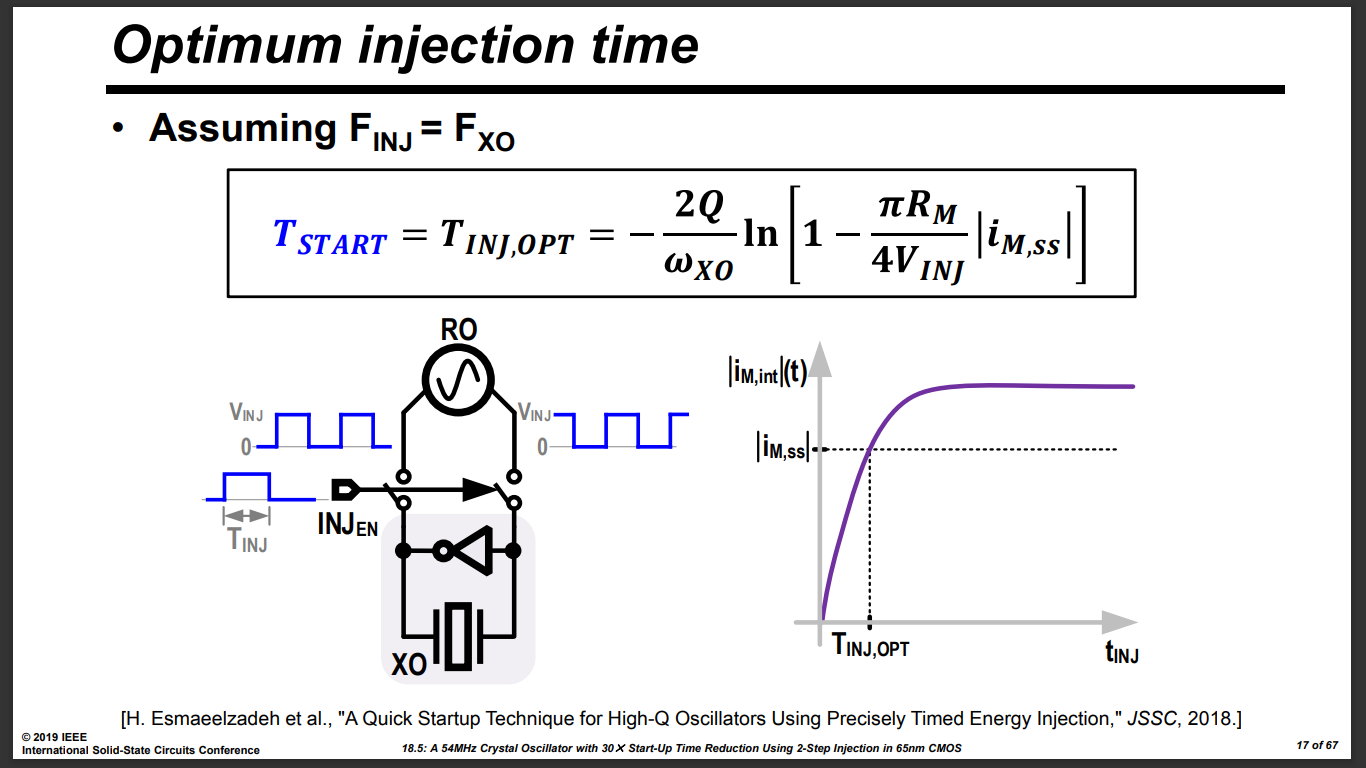 Optimum injection time
• Assuming F_INJ = F_XO
T_START = T_INJ,OPT = − 2Q/ω_XO ln[1 − πR_M/4V_INJ |i_M,ss|]
RO
V_INJ
0
V_INJ
0
T_INJ
INJ_EN
XO
|i_M,int|(t)
|i_M,ss|
T_INJ,OPT
t_INJ
[H. Esmaeelzadeh et al., "A Quick Startup Technique for High-Q Oscillators Using Precisely Timed Energy Injection," JSSC, 2018.]
© 2019 IEEE
International Solid-State Circuits Conference
18.5: A 54MHz Crystal Oscillator with 30✕ Start-Up Time Reduction Using 2-Step Injection in 65nm CMOS
17 of 67